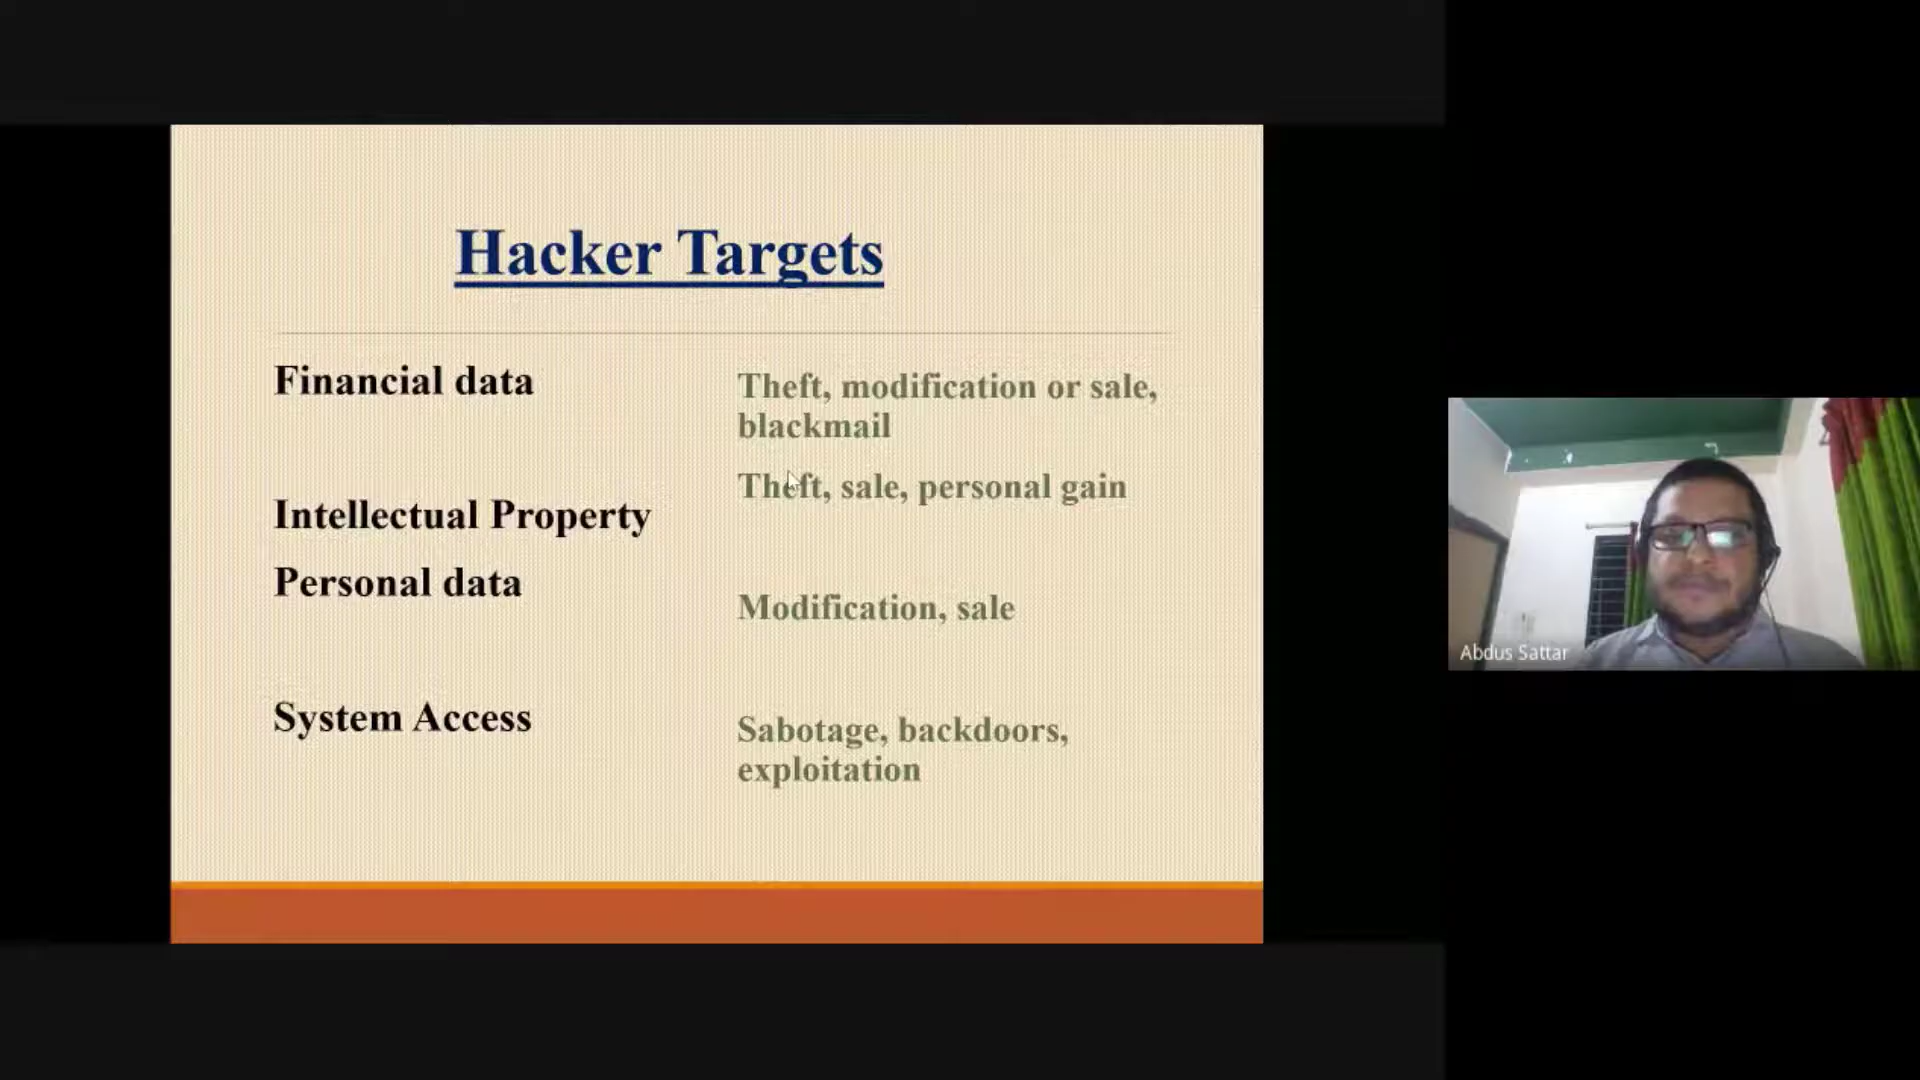 Hacker Targets
Financial data
Theft, modification or sale,
blackmail
Intellectual Property
Theft, sale, personal gain
Personal data
Modification, sale
System Access
Sabotage, backdoors,
exploitation
Abdus Sattar